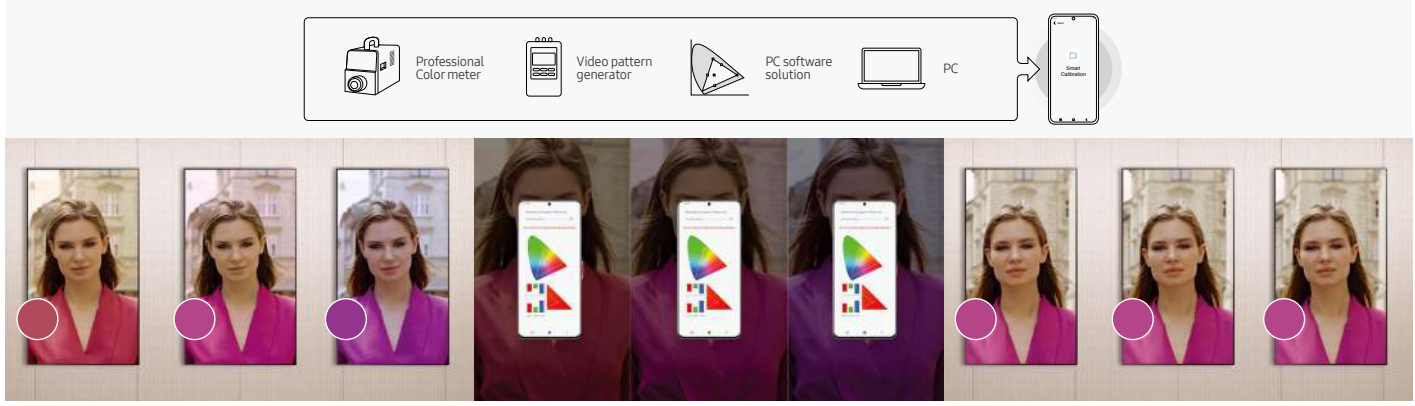 Professional
Color meter
Video pattern
generator
PC software
solution
PC
Smart
Calibration